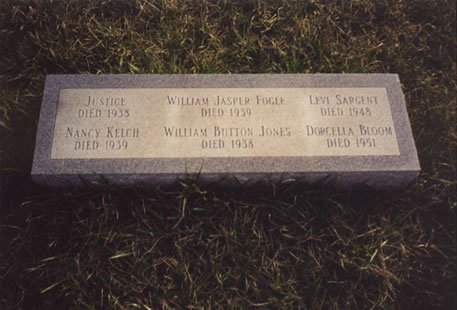 JUSTICE
DIED 1938
WILLIAM JASPER FOGLE
DIED 1939
LEVI SARGENT
DIED 1948
NANCY KELCH
DIED 1939
WILLIAM BUTTON JONES
DIED 1938
DORCELLA BLOOM
DIED 1951